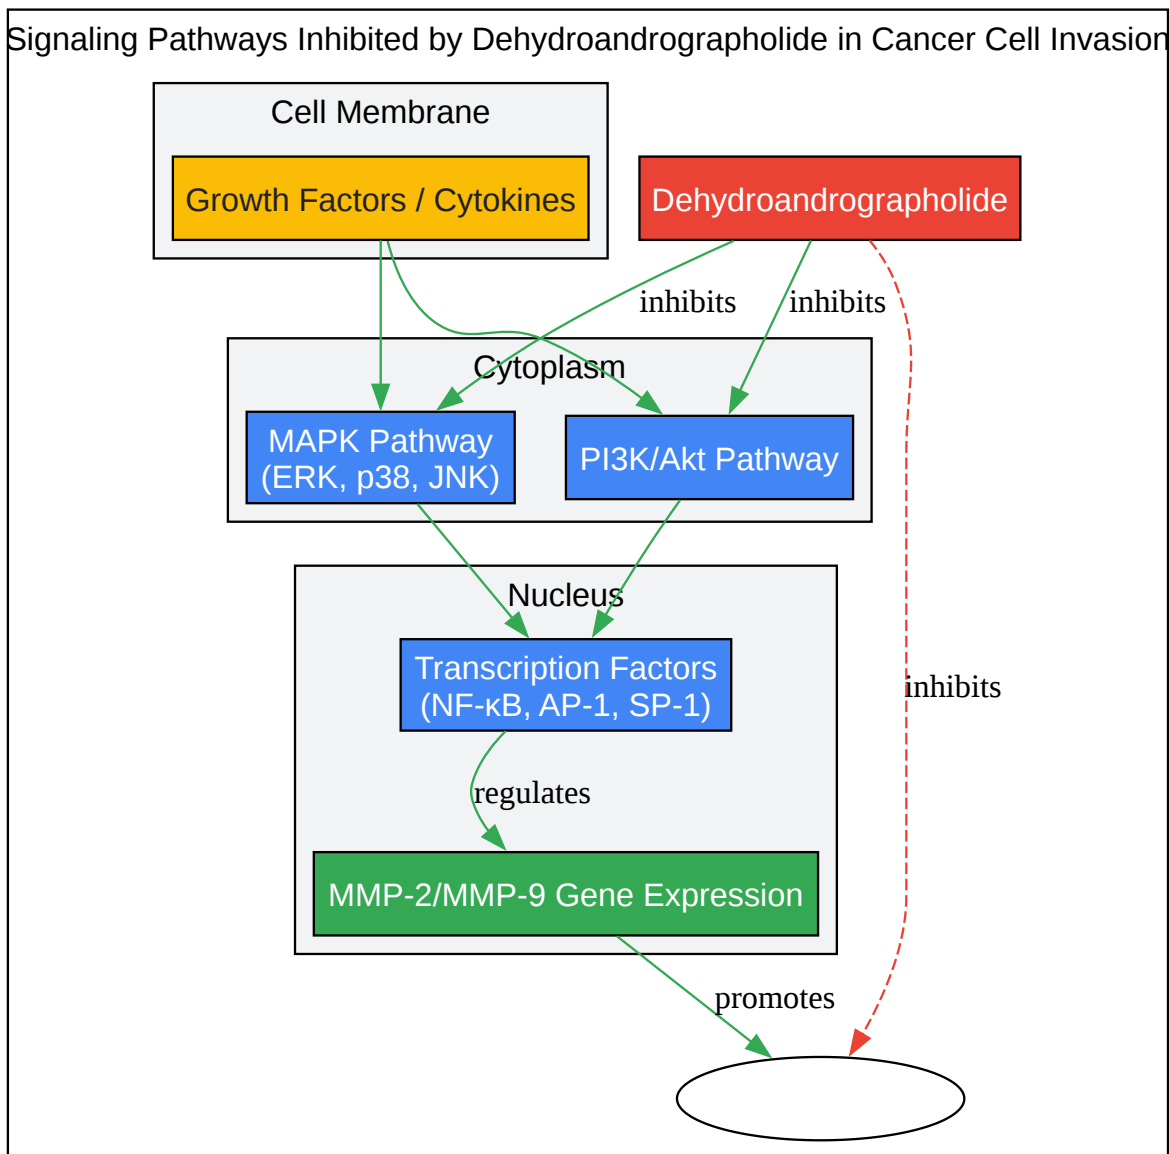 Signaling Pathways Inhibited by Dehydroandrographolide in Cancer Cell Invasion
Cell Membrane
Growth Factors / Cytokines
Dehydroandrographolide
inhibits
inhibits
Cytoplasm
MAPK Pathway
(ERK, p38, JNK)
PI3K/Akt Pathway
Nucleus
Transcription Factors
(NF-κB, AP-1, SP-1)
inhibits
regulates
MMP-2/MMP-9 Gene Expression
promotes